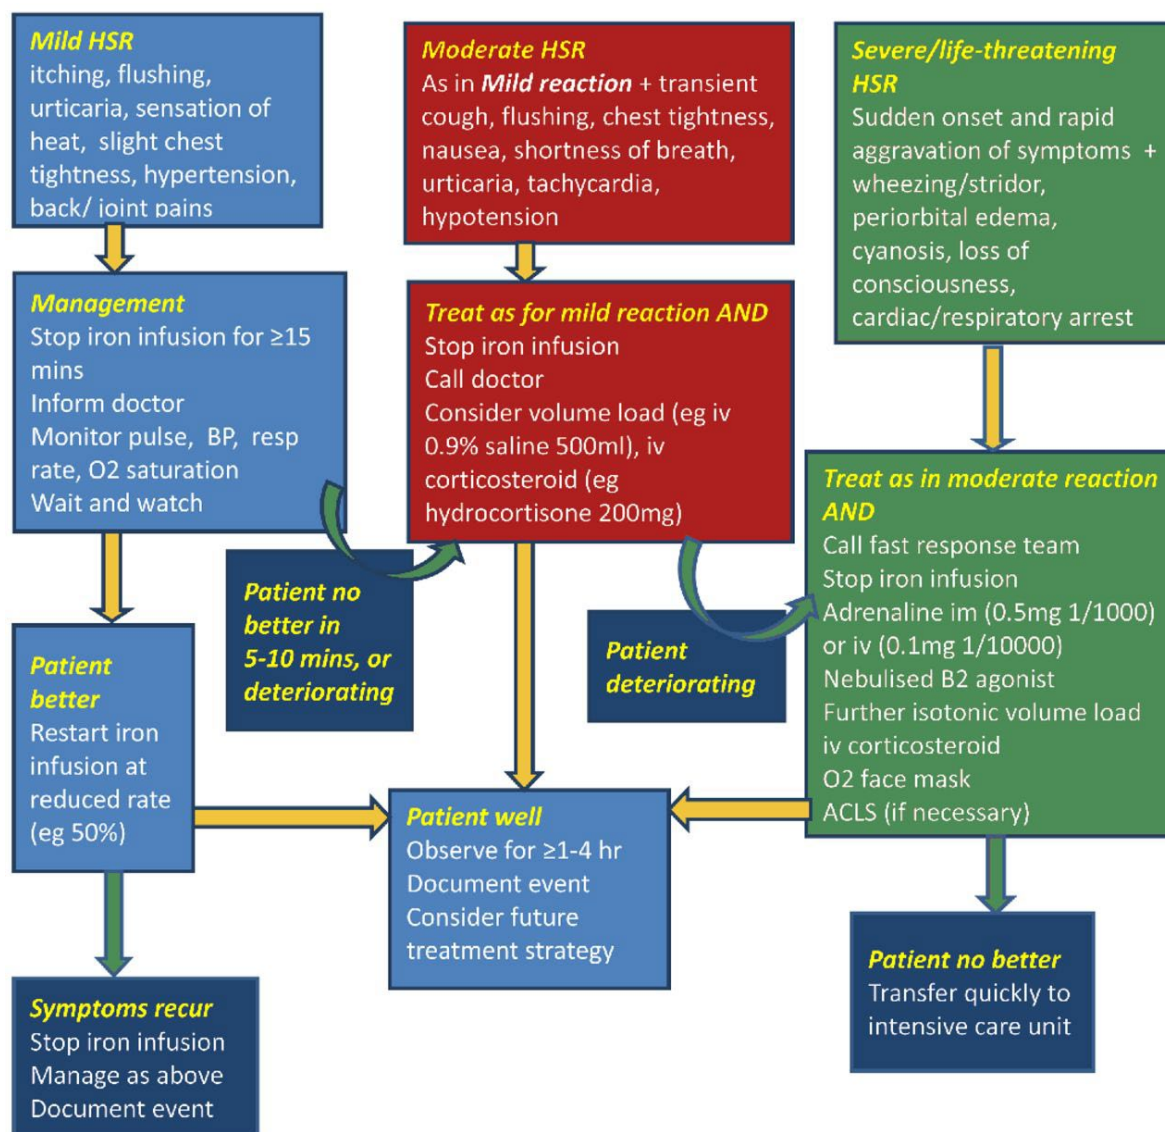 Mild HSR
itching, flushing,
urticaria, sensation of
heat, slight chest
tightness, hypertension,
back/ joint pains
Management
Stop iron infusion for ≥15
mins
Inform doctor
Monitor pulse, BP, resp
rate, O2 saturation
Wait and watch
Patient no
better in
5-10 mins, or
deteriorating
Patient
better
Restart iron
infusion at
reduced rate
(eg 50%)
Symptoms recur
Stop iron infusion
Manage as above
Document event
Moderate HSR
As in Mild reaction + transient
cough, flushing, chest tightness,
nausea, shortness of breath,
urticaria, tachycardia,
hypotension
Treat as for mild reaction AND
Stop iron infusion
Call doctor
Consider volume load (eg iv
0.9% saline 500ml), iv
corticosteroid (eg
hydrocortisone 200mg)
Patient
deteriorating
Patient well
Observe for ≥1-4 hr
Document event
Consider future
treatment strategy
Severe/life-threatening
HSR
Sudden onset and rapid
aggravation of symptoms +
wheezing/stridor,
periorbital edema,
cyanosis, loss of
consciousness,
cardiac/respiratory arrest
Treat as in moderate reaction
AND
Call fast response team
Stop iron infusion
Adrenaline im (0.5mg 1/1000)
or iv (0.1mg 1/10000)
Nebulised B2 agonist
Further isotonic volume load
iv corticosteroid
O2 face mask
ACLS (if necessary)
Patient no better
Transfer quickly to
intensive care unit